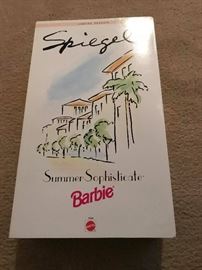 LIMITED EDITION
Spiegel
Summer Sophisticate
Barbie